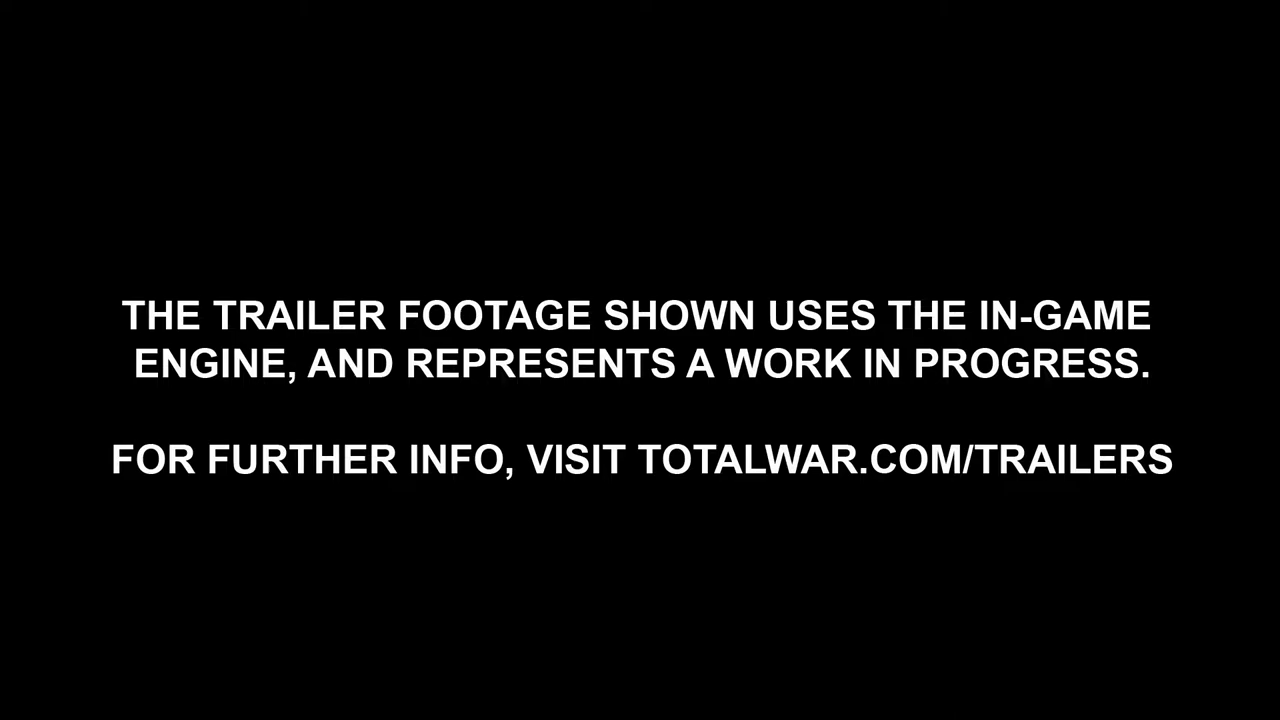 THE TRAILER FOOTAGE SHOWN USES THE IN-GAME
ENGINE, AND REPRESENTS A WORK IN PROGRESS.
FOR FURTHER INFO, VISIT TOTALWAR.COM/TRAILERS